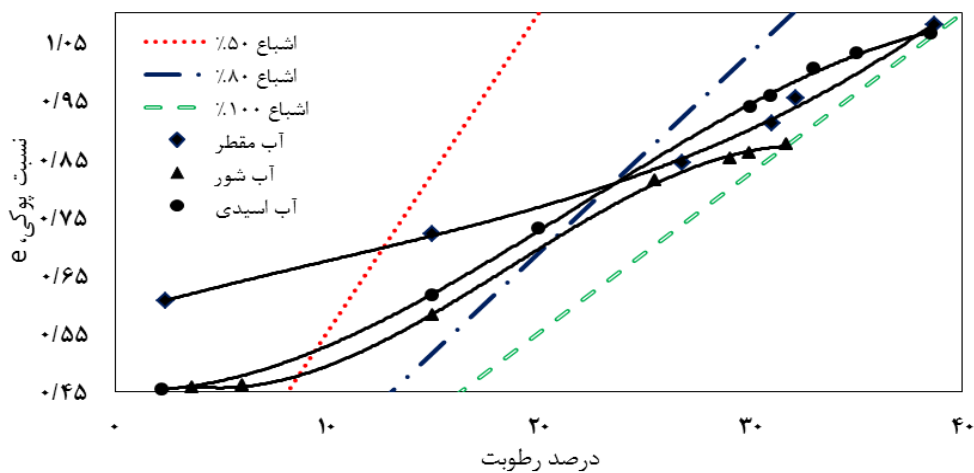 نسبت پوکی، e
۱/۰۵
۰/۹۵
۰/۸۵
۰/۷۵
۰/۶۵
۰/۵۵
۰/۴۵
اشباع ۵۰٪
اشباع ۸۰٪
اشباع ۱۰۰٪
آب مقطر
آب شور
آب اسیدی
۰ ۱۰ ۲۰ ۳۰ ۴۰
درصد رطوبت